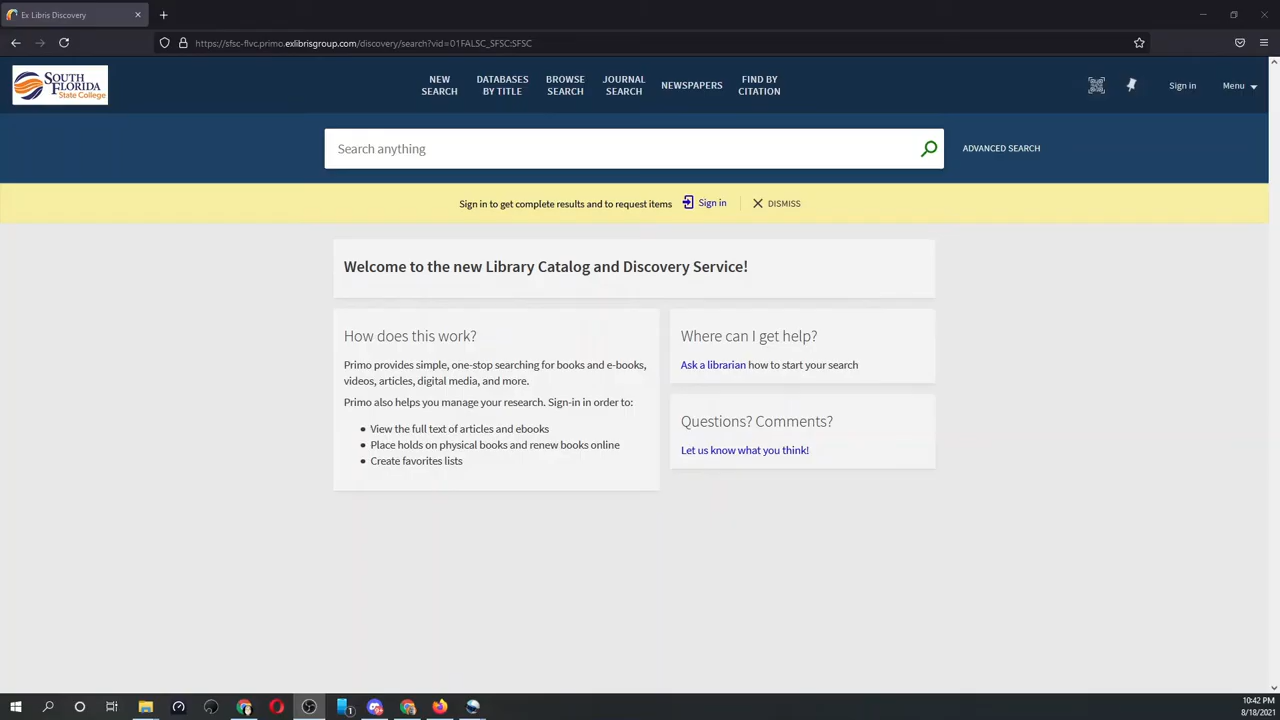 Ex Libris Discovery
https://sfsc-flvc.primo.exlibrisgroup.com/discovery/search?vid=01FALSC_SFSC:SFSC
SOUTH
FLORIDA
State College
NEW
SEARCH
DATABASES
BY TITLE
BROWSE
SEARCH
JOURNAL
SEARCH
NEWSPAPERS
FIND BY
CITATION
Sign in
Menu
Search anything
ADVANCED SEARCH
Sign in to get complete results and to request items
Sign in
DISMISS
Welcome to the new Library Catalog and Discovery Service!
How does this work?
Primo provides simple, one-stop searching for books and e-books,
videos, articles, digital media, and more.
Primo also helps you manage your research. Sign-in in order to:
View the full text of articles and ebooks
Place holds on physical books and renew books online
Create favorites lists
Where can I get help?
Ask a librarian how to start your search
Questions? Comments?
Let us know what you think!
1
10:42 PM
8/18/2021